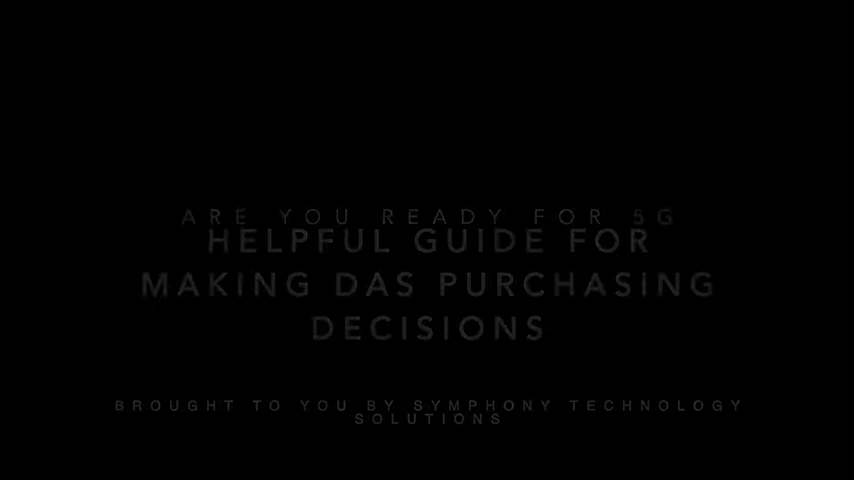 ARE YOU READY FOR 5G
HELPFUL GUIDE FOR
MAKING DAS PURCHASING
DECISIONS
BROUGHT TO YOU BY SYMPHONY TECHNOLOGY
SOLUTIONS